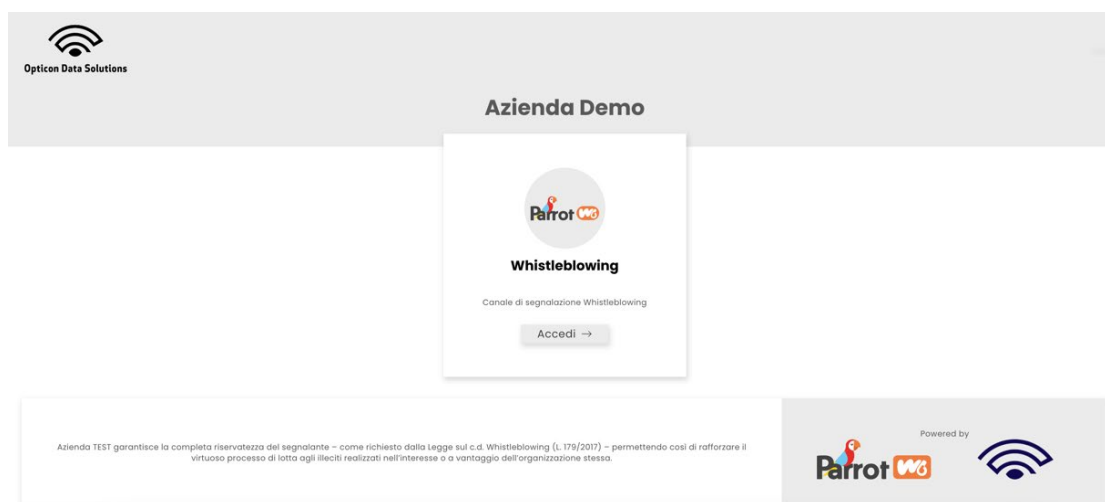 Opticon Data Solutions
Azienda Demo
Parrot WB
Whistleblowing
Canale di segnalazione Whistleblowing
Accedi →
Azienda TEST garantisce la completa riservatezza del segnalante – come richiesto dalla Legge sul c.d. Whistleblowing (L. 179/2017) – permettendo così di rafforzare il
virtuoso processo di lotta agli illeciti realizzati nell'interesse o a vantaggio dell'organizzazione stessa.
Powered by
Parrot WB